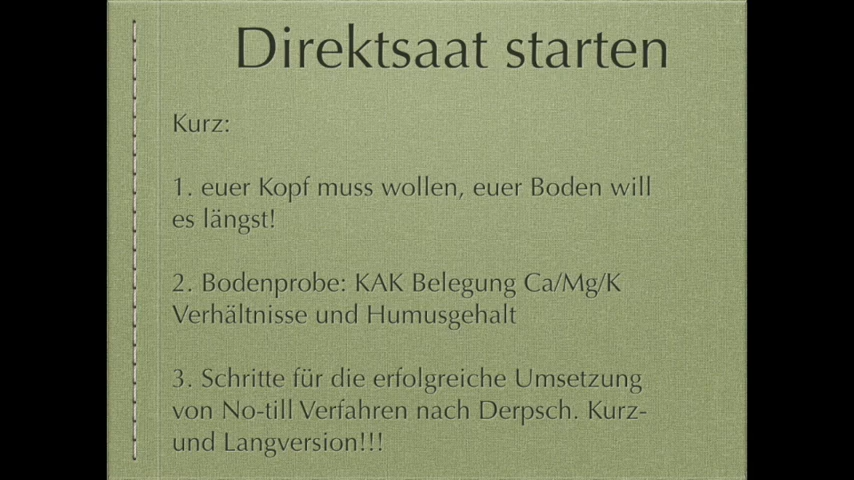 Direktsaat starten
Kurz:
1. euer Kopf muss wollen, euer Boden will
es längst!
2. Bodenprobe: KAK Belegung Ca/Mg/K
Verhältnisse und Humusgehalt
3. Schritte für die erfolgreiche Umsetzung
von No-till Verfahren nach Derpsch. Kurz-
und Langversion!!!